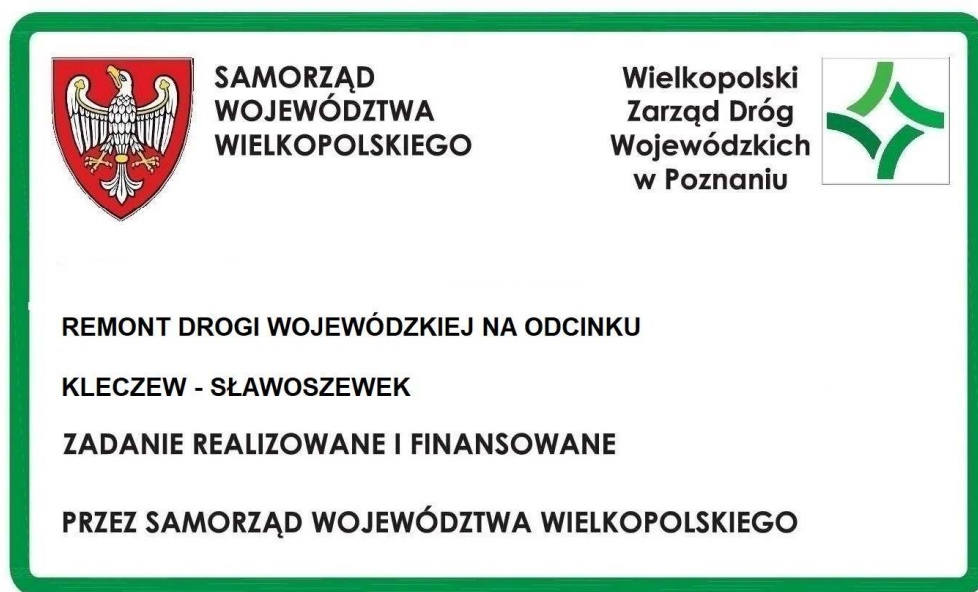 SAMORZĄD
WOJEWÓDZTWA
WIELKOPOLSKIEGO
Wielkopolski
Zarząd Dróg
Wojewódzkich
w Poznaniu
REMONT DROGI WOJEWÓDZKIEJ NA ODCINKU
KLECZEW - SŁAWOSZEWEK
ZADANIE REALIZOWANE I FINANSOWANE
PRZEZ SAMORZĄD WOJEWÓDZTWA WIELKOPOLSKIEGO